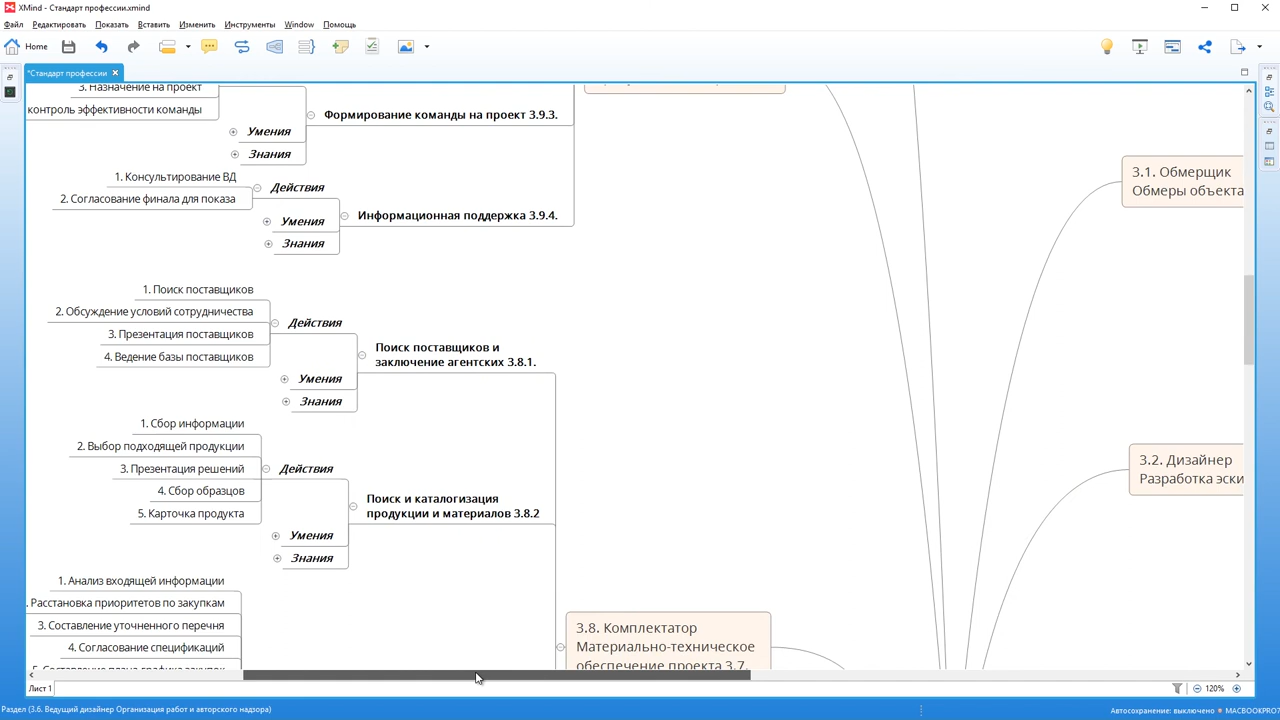 XMind - Стандарт профессии.xmind
Файл Редактировать Показать Вставить Изменить Инструменты Window Помощь
Home
*Стандарт профессии
3. Назначение на проект
контроль эффективности команды
Формирование команды на проект 3.9.3.
Умения
Знания
1. Консультирование ВД
2. Согласование финала для показа
Действия
Информационная поддержка 3.9.4.
Умения
Знания
3.1. Обмерщик
Обмеры объекта
1. Поиск поставщиков
2. Обсуждение условий сотрудничества
3. Презентация поставщиков
4. Ведение базы поставщиков
Действия
Поиск поставщиков и
заключение агентских 3.8.1.
Умения
Знания
1. Сбор информации
2. Выбор подходящей продукции
3. Презентация решений
4. Сбор образцов
5. Карточка продукта
Действия
Поиск и каталогизация
продукции и материалов 3.8.2
Умения
Знания
3.2. Дизайнер
Разработка эски
1. Анализ входящей информации
. Расстановка приоритетов по закупкам
3. Составление уточненного перечня
4. Согласование спецификаций
5. Составление плана-графика закупок
3.8. Комплектатор
Материально-техническое
обеспечение проекта 3.7.
Лист 1
120%
Раздел (3.6. Ведущий дизайнер Организация работ и авторского надзора)
Автосохранение: выключено
MACBOOKPRO7